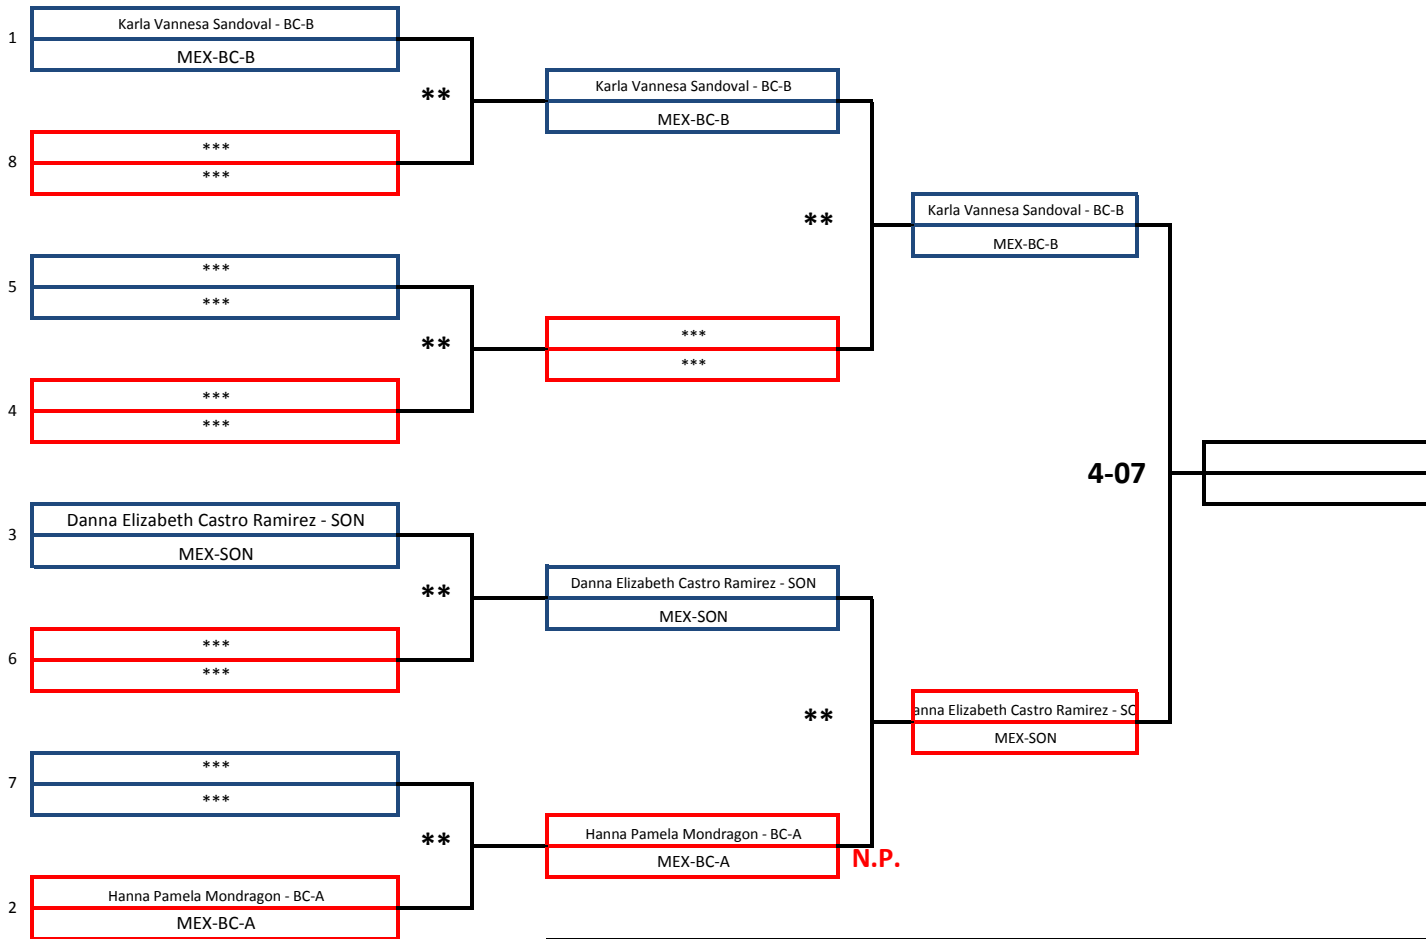 Karla Vannesa Sandoval - BC-B
1
MEX-BC-B
**
***
8
***
Karla Vannesa Sandoval - BC-B
MEX-BC-B
**
***
5
***
**
***
4
***
***
***
Karla Vannesa Sandoval - BC-B
MEX-BC-B
4-07
Danna Elizabeth Castro Ramirez - SON
3
MEX-SON
**
***
6
***
Danna Elizabeth Castro Ramirez - SON
MEX-SON
**
***
7
***
**
Hanna Pamela Mondragon - BC-A
2
MEX-BC-A
Hanna Pamela Mondragon - BC-A
MEX-BC-A
N.P.
anna Elizabeth Castro Ramirez - SO
MEX-SON